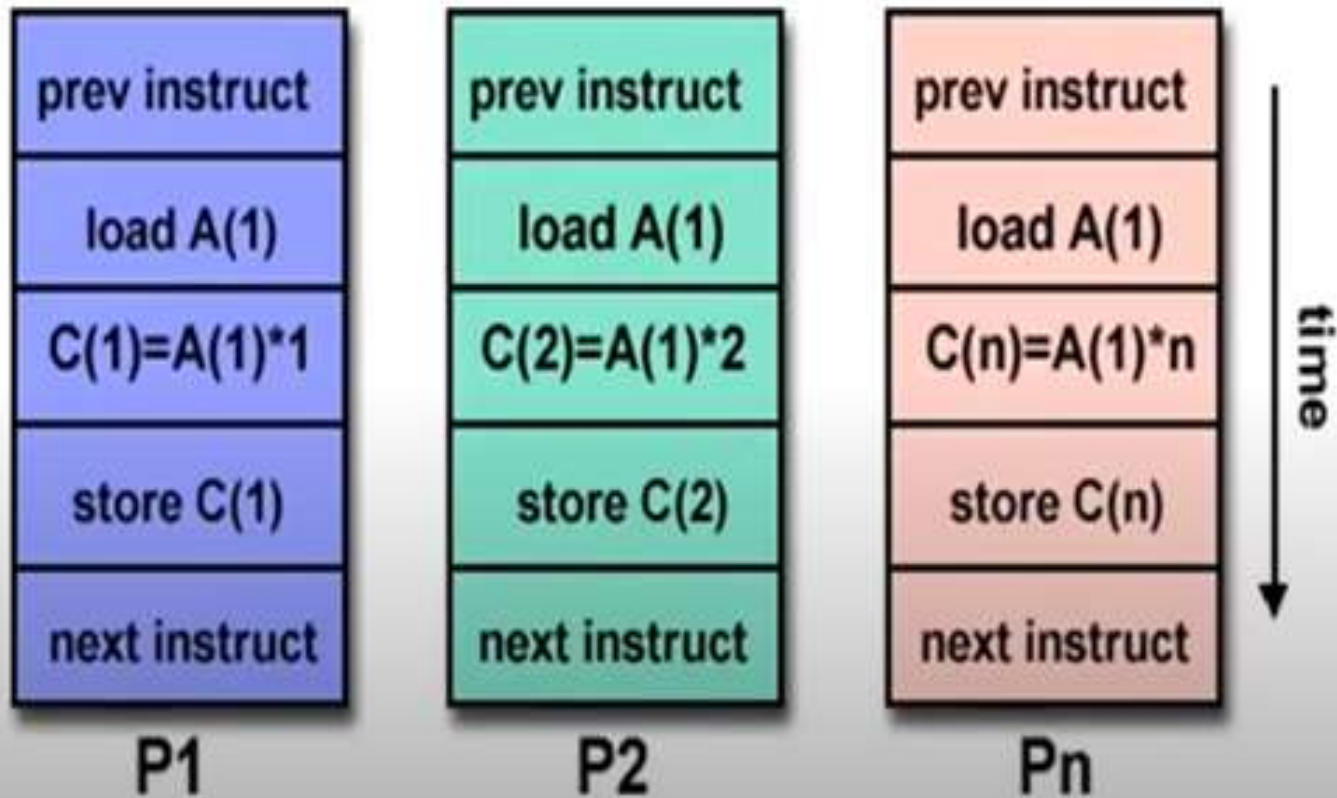 prev instruct
load A(1)
C(1)=A(1)*1
store C(1)
next instruct
P1
prev instruct
load A(1)
C(2)=A(1)*2
store C(2)
next instruct
P2
prev instruct
load A(1)
C(n)=A(1)*n
store C(n)
next instruct
Pn
time